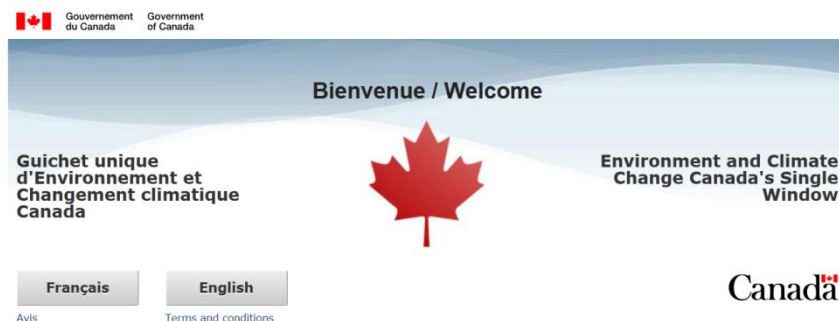 Gouvernement du Canada
Government of Canada
Bienvenue / Welcome
Guichet unique
d'Environnement et
Changement climatique
Canada
Environment and Climate
Change Canada's Single
Window
Français
English
Canada
Avis
Terms and conditions